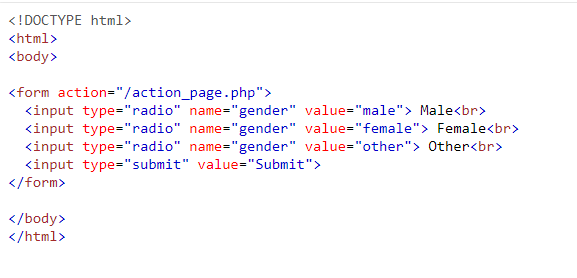 <!DOCTYPE html>
<html>
<body>
<form action="/action_page.php">
<input type="radio" name="gender" value="male"> Male<br>
<input type="radio" name="gender" value="female"> Female<br>
<input type="radio" name="gender" value="other"> Other<br>
<input type="submit" value="Submit">
</form>
</body>
</html>